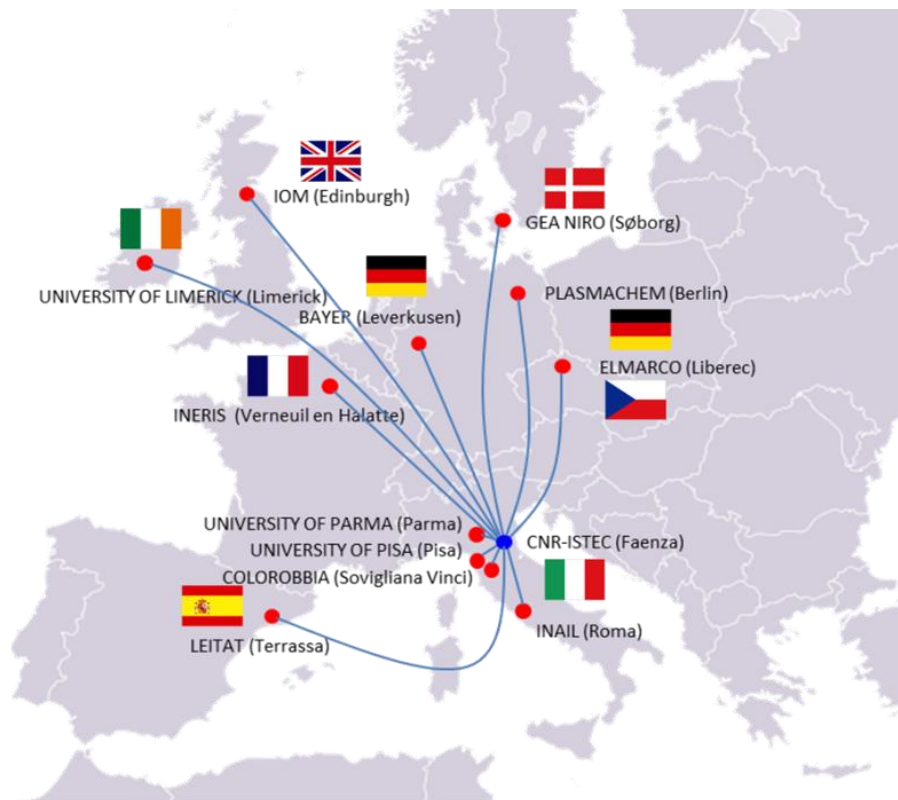 IOM (Edinburgh)
GEA NIRO (Søborg)
UNIVERSITY OF LIMERICK (Limerick)
PLASMACHEM (Berlin)
BAYER (Leverkusen)
ELMARCO (Liberec)
INERIS (Verneuil en Halatte)
UNIVERSITY OF PARMA (Parma)
CNR-ISTEC (Faenza)
UNIVERSITY OF PISA (Pisa)
COLOROBBIA (Sovigliana Vinci)
INAIL (Roma)
LEITAT (Terrassa)